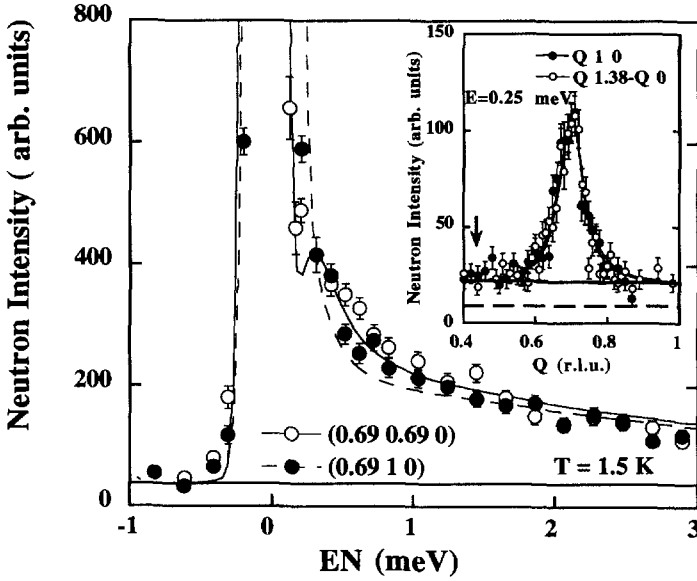 800
600
400
200
0
Neutron Intensity ( arb. units)
-1
0
1
2
3
EN (meV)
(0.69 0.69 0)
(0.69 1 0)
T = 1.5 K
150
100
50
0
Neutron Intensity (arb. units)
Q 1 0
Q 1.38-Q 0
E=0.25 meV
0.4
0.6
0.8
1
Q (r.l.u.)